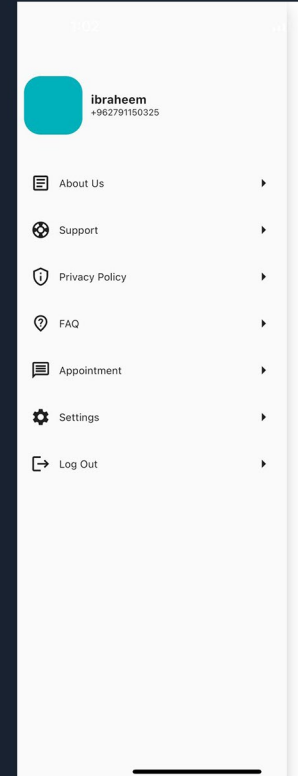 ibraheem
+962791150325
About Us
Support
Privacy Policy
FAQ
Appointment
Settings
Log Out